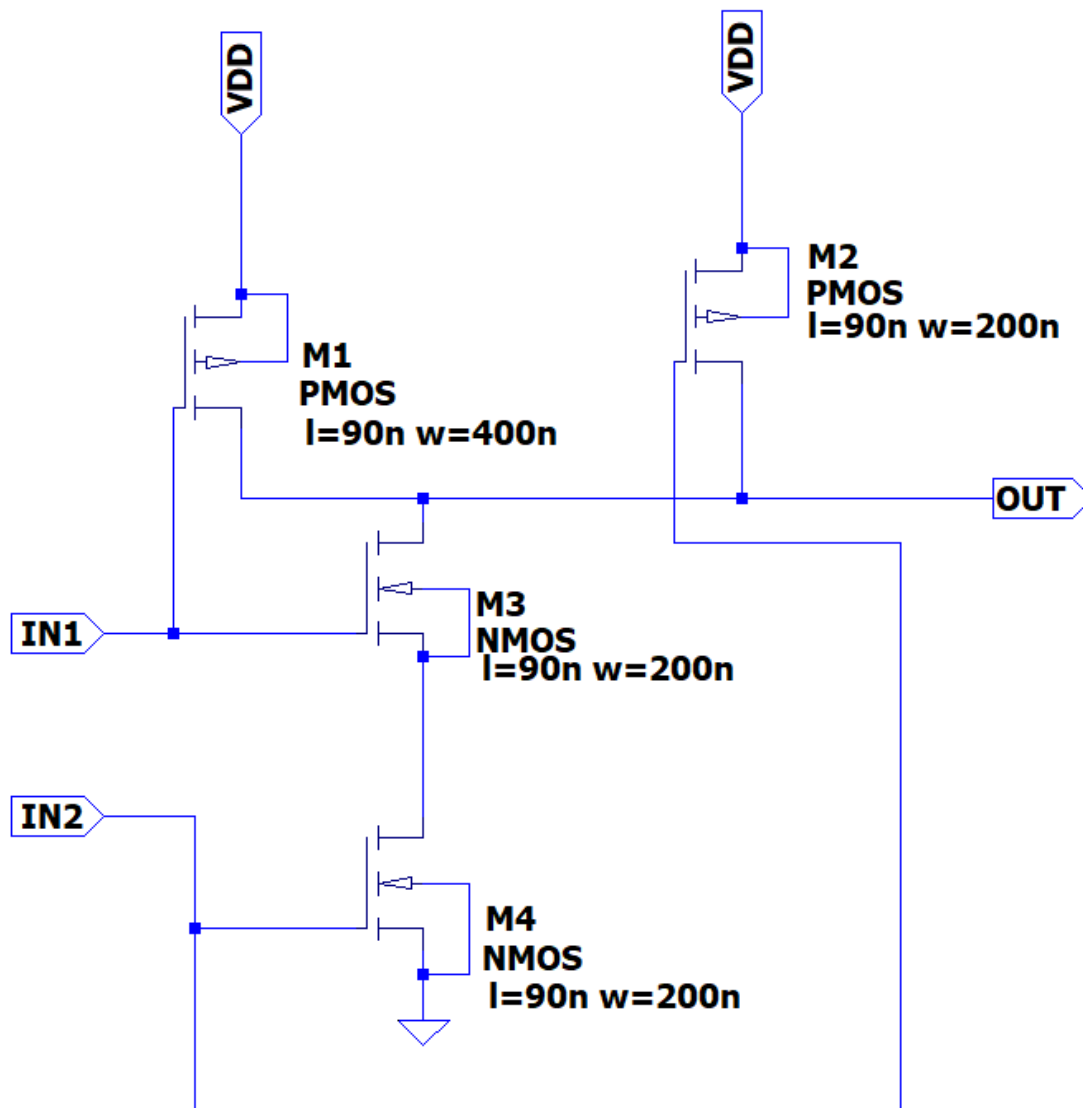 VDD
VDD
M1
PMOS
l=90n w=400n
M2
PMOS
l=90n w=200n
OUT
IN1
M3
NMOS
l=90n w=200n
IN2
M4
NMOS
l=90n w=200n